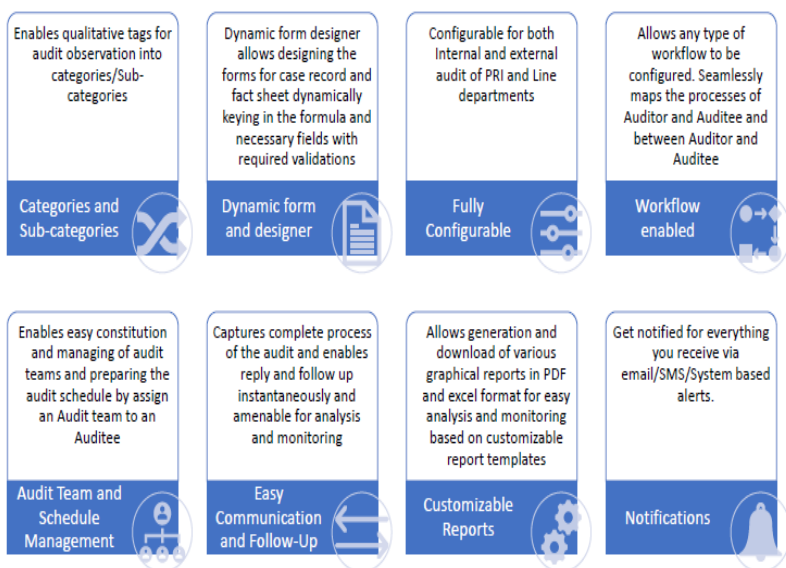 Enables qualitative tags for
audit observation into
categories/Sub-
categories
Categories and
Sub-categories
Dynamic form designer
allows designing the
forms for case record and
fact sheet dynamically
keying in the formula and
necessary fields with
required validations
Dynamic form
and designer
Configurable for both
Internal and external
audit of PRI and Line
departments
Fully
Configurable
Allows any type of
workflow to be
configured. Seamlessly
maps the processes of
Auditor and Auditee and
between Auditor and
Auditee
Workflow
enabled
Enables easy constitution
and managing of audit
teams and preparing the
audit schedule by assign
an Audit team to an
Auditee
Audit Team and
Schedule
Management
Captures complete process
of the audit and enables
reply and follow up
instantaneously and
amenable for analysis
and monitoring
Easy
Communication
and Follow-Up
Allows generation and
download of various
graphical reports in PDF
and excel format for easy
analysis and monitoring
based on customizable
report templates
Customizable
Reports
Get notified for everything
you receive via
email/SMS/System based
alerts.
Notifications